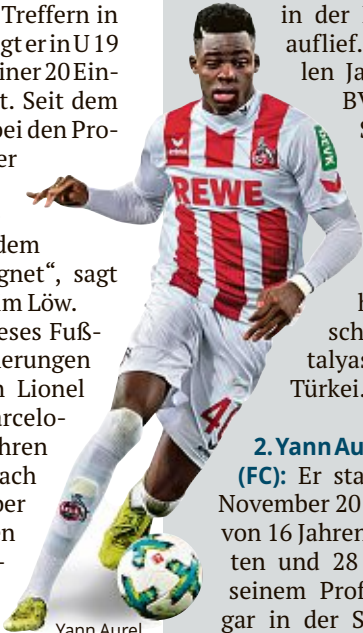 Treffern in
gt er in U 19
iner 20 Ein-
t. Seit dem
bei den Pro-
er
dem
gnet“, sagt
m Löw.
eses Fuß-
erungen
n Lionel
arcelo-
hren
ach
ber
en
-
Yann Aurel
in der
auflief.
len Ja
BV
S
sch
talyas
Türkei.
2. Yann Au
(FC): Er sta
November 20
von 16 Jahren
ten und 28
seinem Prof
gar in der S
REWE
DEVK